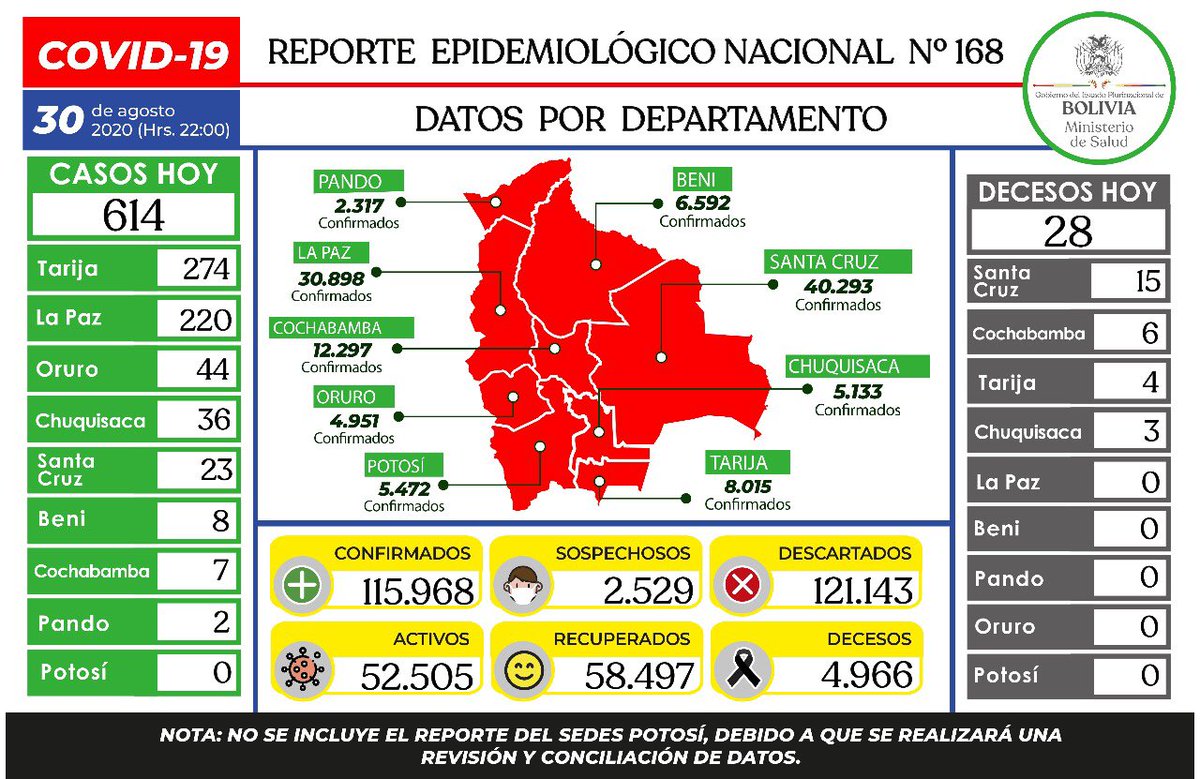 COVID-19
REPORTE EPIDEMIOLÓGICO NACIONAL Nº 168
30 de agosto
2020 (Hrs. 22:00)
DATOS POR DEPARTAMENTO
Gobierno del Estado Plurinacional de
BOLIVIA
Ministerio
de Salud
CASOS HOY
614
Tarija 274
La Paz 220
Oruro 44
Chuquisaca 36
Santa
Cruz 23
Beni 8
Cochabamba 7
Pando 2
Potosí 0
PANDO
2.317
Confirmados
LA PAZ
30.898
Confirmados
COCHABAMBA
12.297
Confirmados
ORURO
4.951
Confirmados
POTOSÍ
5.472
Confirmados
BENI
6.592
Confirmados
SANTA CRUZ
40.293
Confirmados
CHUQUISACA
5.133
Confirmados
TARIJA
8.015
Confirmados
CONFIRMADOS
115.968
SOSPECHOSOS
2.529
DESCARTADOS
121.143
ACTIVOS
52.505
RECUPERADOS
58.497
DECESOS
4.966
DECESOS HOY
28
Santa
Cruz 15
Cochabamba 6
Tarija 4
Chuquisaca 3
La Paz 0
Beni 0
Pando 0
Oruro 0
Potosí 0
NOTA: NO SE INCLUYE EL REPORTE DEL SEDES POTOSÍ, DEBIDO A QUE SE REALIZARÁ UNA
REVISIÓN Y CONCILIACIÓN DE DATOS.